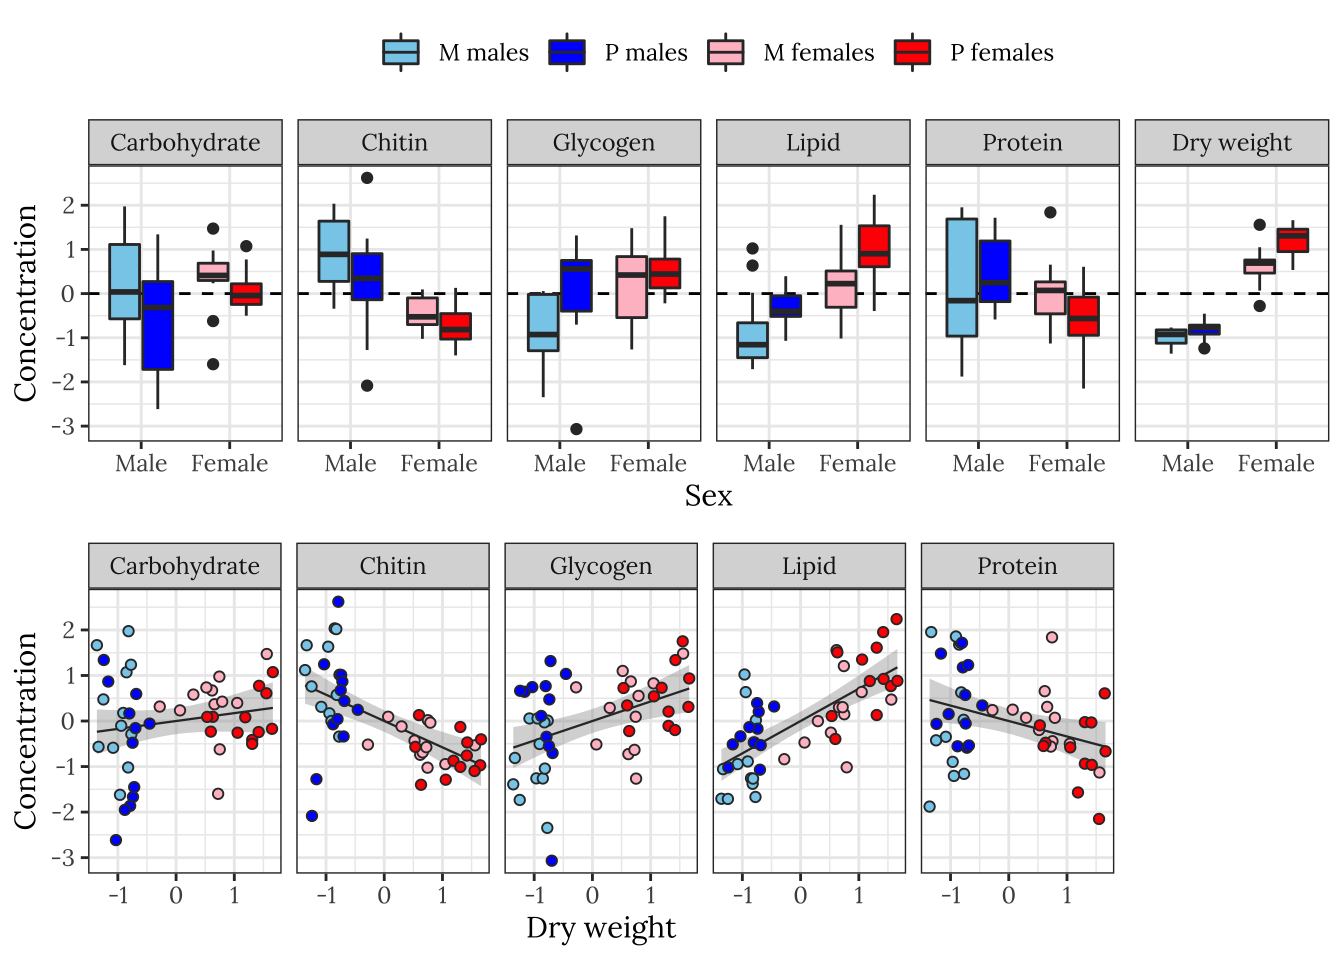 M males P males M females P females
Carbohydrate Chitin Glycogen Lipid Protein Dry weight
Concentration
2
1
0
−1
−2
−3
Male Female Male Female Male Female Male Female Male Female Male Female
Sex
Carbohydrate Chitin Glycogen Lipid Protein
Concentration
2
1
0
−1
−2
−3
−1 0 1 −1 0 1 −1 0 1 −1 0 1 −1 0 1
Dry weight